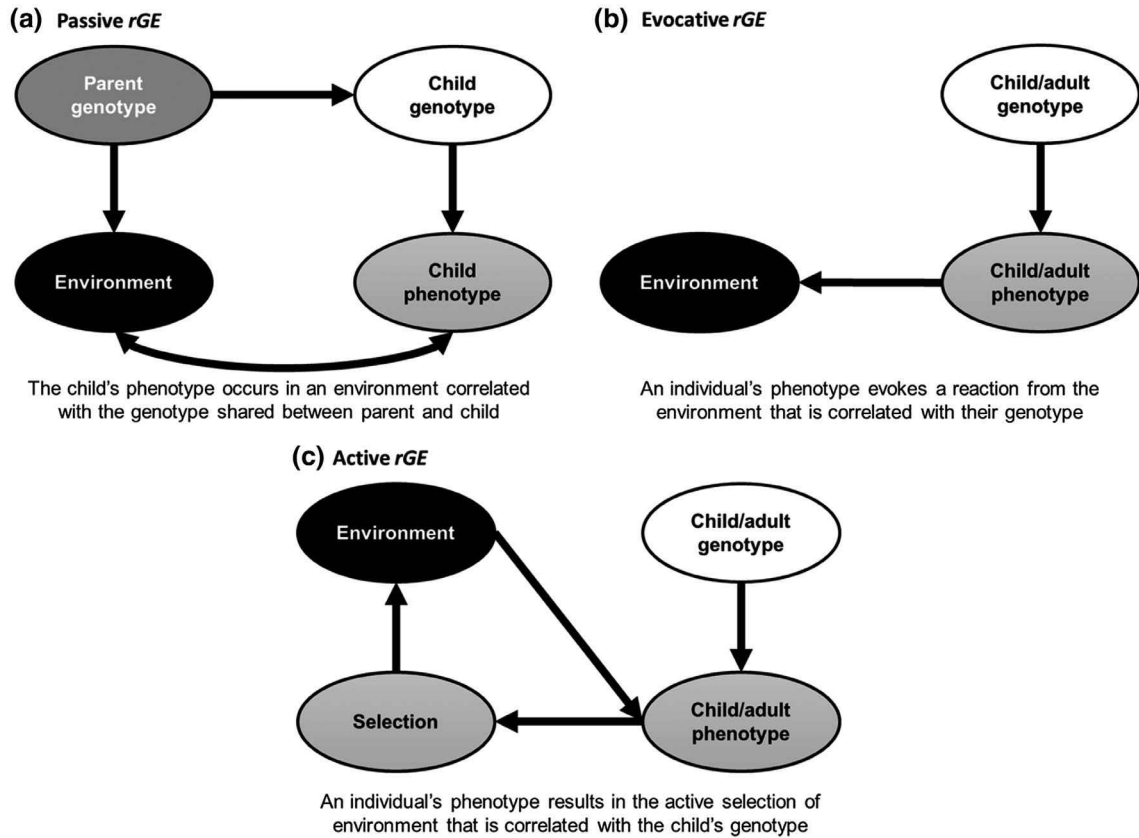 (a) Passive rGE
Parent
genotype
Child
genotype
Environment
Child
phenotype
The child's phenotype occurs in an environment correlated
with the genotype shared between parent and child
(b) Evocative rGE
Child/adult
genotype
Environment
Child/adult
phenotype
An individual's phenotype evokes a reaction from the
environment that is correlated with their genotype
(c) Active rGE
Environment
Child/adult
genotype
Selection
Child/adult
phenotype
An individual's phenotype results in the active selection of
environment that is correlated with the child's genotype